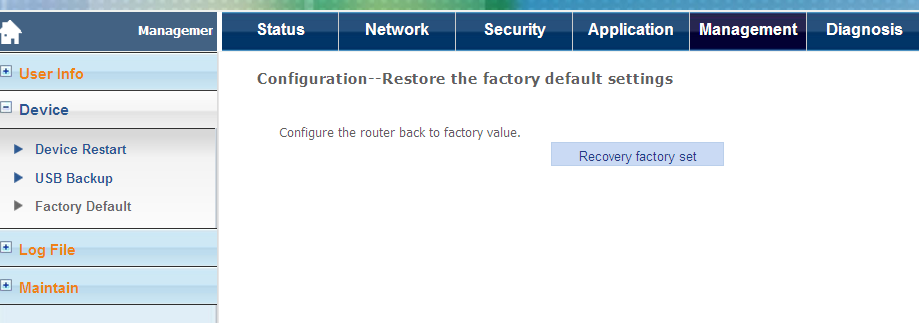 Managemer
Status
Network
Security
Application
Management
Diagnosis
User Info
Device
Device Restart
USB Backup
Factory Default
Log File
Maintain
Configuration--Restore the factory default settings
Configure the router back to factory value.
Recovery factory set